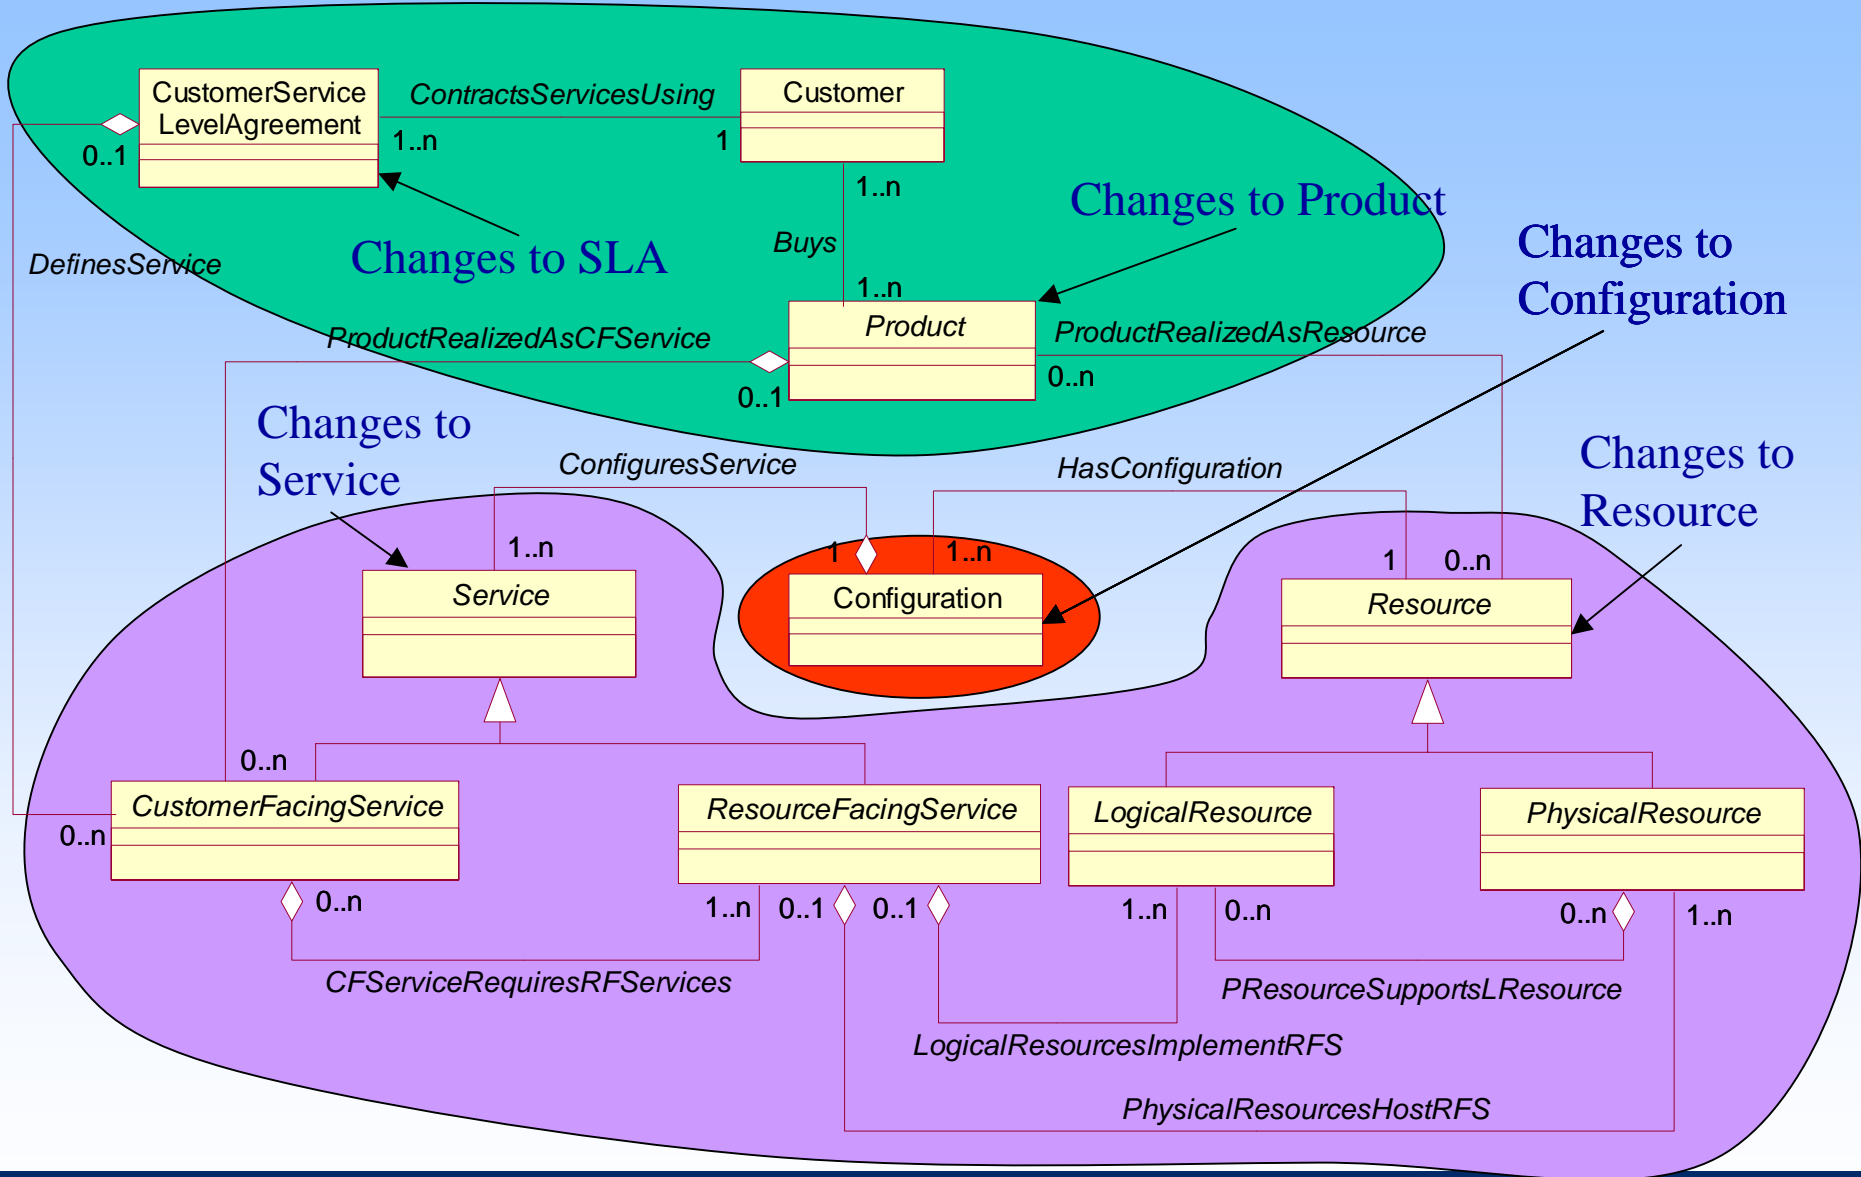 CustomerService
LevelAgreement
ContractsServicesUsing
Customer
0..1
1..n
1
1..n
Changes to Product
Changes to SLA
Buys
DefinesService
Changes to
Configuration
1..n
ProductRealizedAsCFService
Product
ProductRealizedAsResource
0..1
0..n
Changes to
Service
ConfiguresService
HasConfiguration
Changes to
Resource
1..n
1
1..n
1
0..n
Service
Configuration
Resource
0..n
CustomerFacingService
ResourceFacingService
LogicalResource
PhysicalResource
0..n
0..n
1..n
0..1
0..1
1..n
0..n
0..n
1..n
CFServiceRequiresRFServices
PResourceSupportsLResource
LogicalResourcesImplementRFS
PhysicalResourcesHostRFS